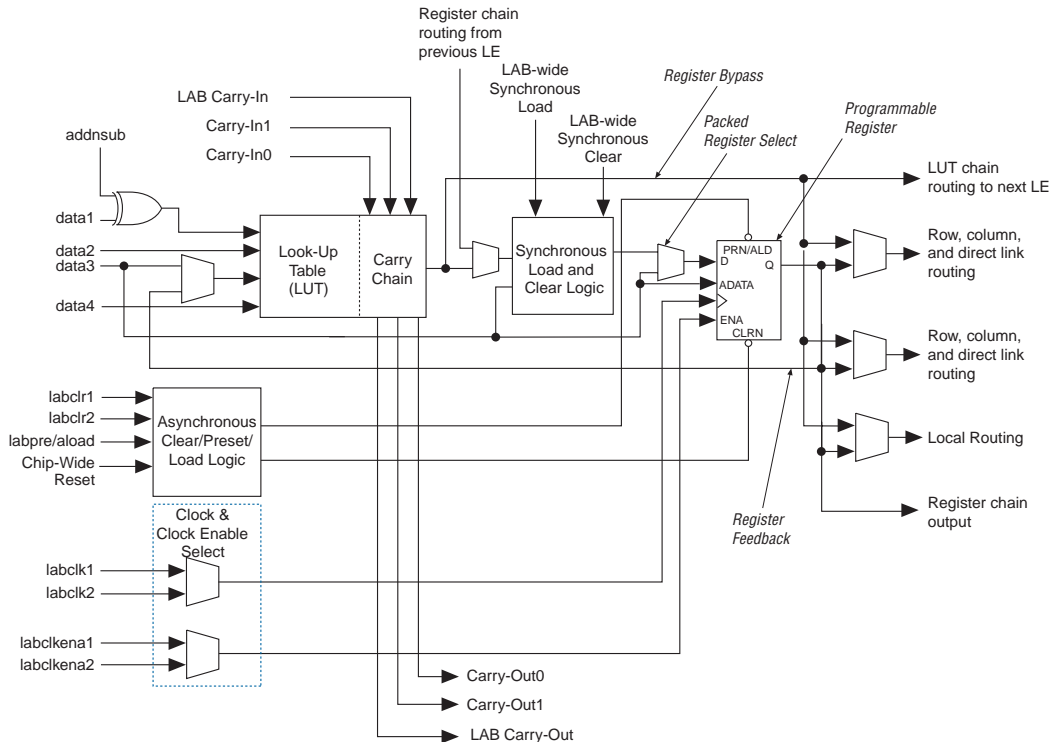 Register chain
routing from
previous LE
LAB-wide
Synchronous
Load
LAB-wide
Synchronous
Clear
Register Bypass
Packed
Register Select
Programmable
Register
LAB Carry-In
Carry-In1
Carry-In0
addnsub
data1
data2
data3
data4
Look-Up
Table
(LUT)
Carry
Chain
Synchronous
Load and
Clear Logic
PRN/ALD
D
Q
ADATA
ENA
CLRN
LUT chain
routing to next LE
Row, column,
and direct link
routing
Row, column,
and direct link
routing
Local Routing
Register chain
output
Register
Feedback
labclr1
labclr2
labpre/aload
Chip-Wide
Reset
Asynchronous
Clear/Preset/
Load Logic
Clock &
Clock Enable
Select
labclk1
labclk2
labclkena1
labclkena2
Carry-Out0
Carry-Out1
LAB Carry-Out